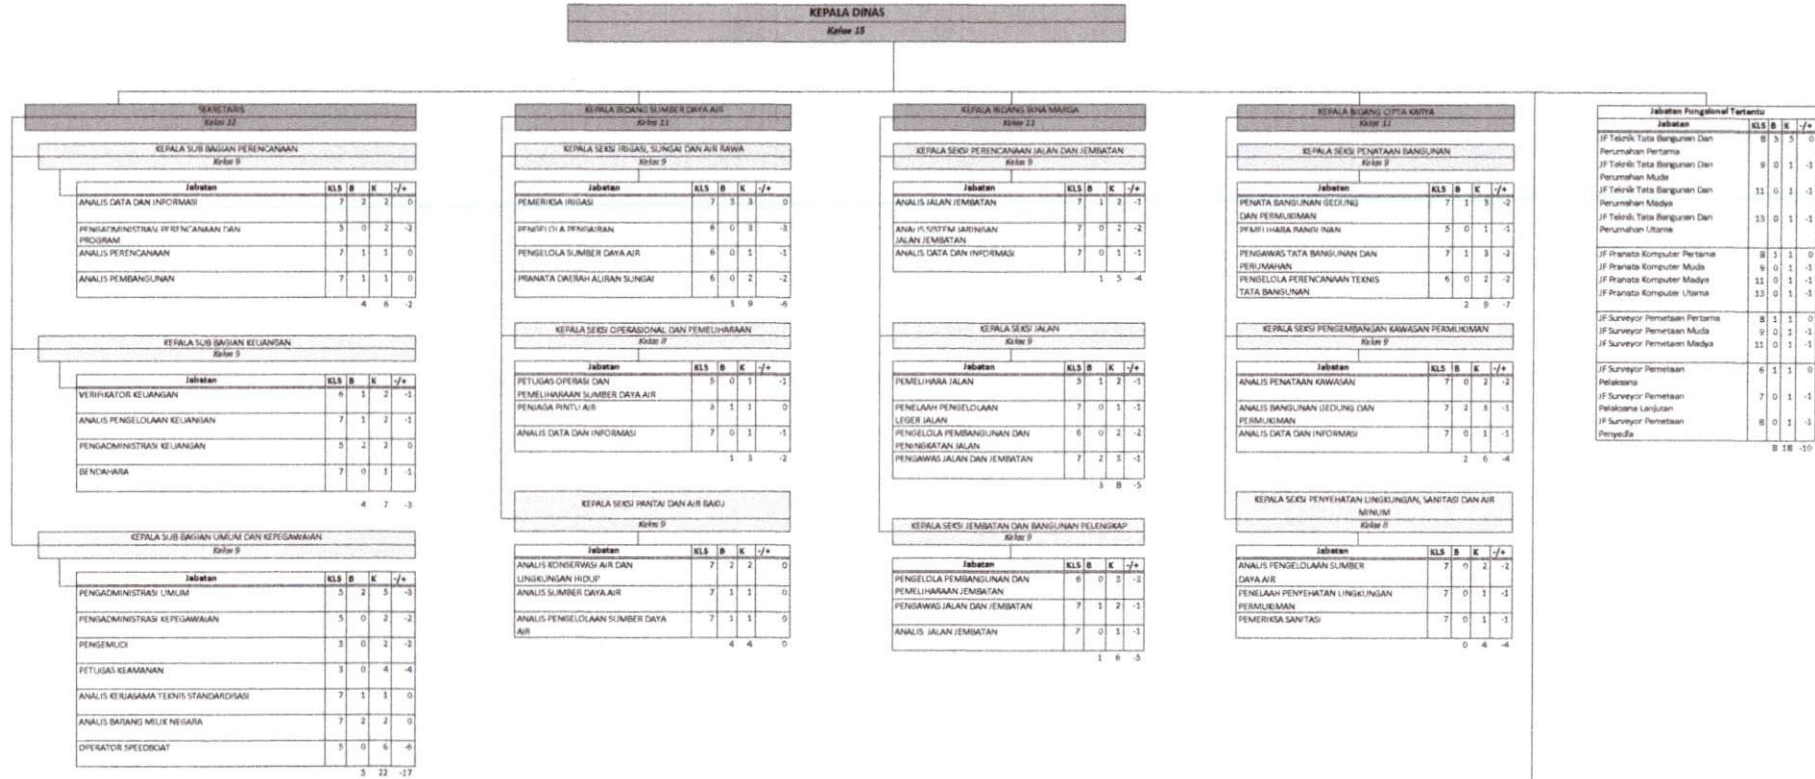 KEPALA DINAS
Kelas 15
SEKRETARIS
Kelas 12
KEPALA SUB BAGIAN PERENCANAAN
Kelas 9
Jabatan KLS B K -/+
ANALIS DATA DAN INFORMASI 7 2 2 0
PENGADMINISTRASI PERENCANAAN DAN 5 0 2 -2
PROGRAM
ANALIS PERENCANAAN 7 1 1 0
ANALIS PEMBANGUNAN 7 1 1 0
4 6 -2
KEPALA SUB BAGIAN KEUANGAN
Kelas 9
Jabatan KLS B K -/+
VERIFIKATOR KEUANGAN 6 1 2 -1
ANALIS PENGELOLAAN KEUANGAN 7 1 2 -1
PENGADMINISTRASI KEUANGAN 5 2 2 0
BENDAHARA 7 0 1 -1
4 7 -3
KEPALA SUB BAGIAN UMUM DAN KEPEGAWAIAN
Kelas 9
Jabatan KLS B K -/+
PENGADMINISTRASI UMUM 5 2 5 -3
PENGADMINISTRASI KEPEGAWAIAN 5 0 2 -2
PENGEMUDI 3 0 2 -2
PETUGAS KEAMANAN 3 0 4 -4
ANALIS KERJASAMA TEKNIS STANDARDISASI 7 1 1 0
ANALIS BARANG MILIK NEGARA 7 2 2 0
OPERATOR SPEEDBOAT 5 0 6 -6
5 22 -17
KEPALA BIDANG SUMBER DAYA AIR
Kelas 11
KEPALA SEKSI IRIGASI, SUNGAI DAN AIR RAWA
Kelas 9
Jabatan KLS B K -/+
PEMERIKSA IRIGASI 7 3 3 0
PENGELOLA PENGAIRAN 6 0 3 -3
PENGELOLA SUMBER DAYA AIR 6 0 1 -1
PRANATA DAERAH ALIRAN SUNGAI 6 0 2 -2
3 9 -6
KEPALA SEKSI OPERASIONAL DAN PEMELIHARAAN
Kelas 8
Jabatan KLS B K -/+
PETUGAS OPERASI DAN 5 0 1 -1
PEMELIHARAAN SUMBER DAYA AIR
PENJAGA PINTU AIR 3 1 1 0
ANALIS DATA DAN INFORMASI 7 0 1 -1
1 3 -2
KEPALA SEKSI PANTAI DAN AIR BAKU
Kelas 9
Jabatan KLS B K -/+
ANALIS KONSERVASI AIR DAN 7 2 2 0
LINGKUNGAN HIDUP
ANALIS SUMBER DAYA AIR 7 1 1 0
ANALIS PENGELOLAAN SUMBER DAYA 7 1 1 0
AIR
4 4 0
KEPALA BIDANG BINA MARGA
Kelas 11
KEPALA SEKSI PERENCANAAN JALAN DAN JEMBATAN
Kelas 9
Jabatan KLS B K -/+
ANALIS JALAN JEMBATAN 7 1 2 -1
ANALIS SISTEM JARINGAN 7 0 2 -2
JALAN JEMBATAN
ANALIS DATA DAN INFORMASI 7 0 1 -1
1 5 -4
KEPALA SEKSI JALAN
Kelas 9
Jabatan KLS B K -/+
PEMELIHARA JALAN 5 1 2 -1
PENELAAH PENGELOLAAN 7 0 1 -1
LEGER JALAN
PENGELOLA PEMBANGUNAN DAN 6 0 2 -2
PENINGKATAN JALAN
PENGAWAS JALAN DAN JEMBATAN 7 2 3 -1
3 8 -5
KEPALA SEKSI JEMBATAN DAN BANGUNAN PELENGKAP
Kelas 9
Jabatan KLS B K -/+
PENGELOLA PEMBANGUNAN DAN 6 0 3 -3
PEMELIHARAAN JEMBATAN
PENGAWAS JALAN DAN JEMBATAN 7 1 2 -1
ANALIS JALAN JEMBATAN 7 0 1 -1
1 6 -5
KEPALA BIDANG CIPTA KARYA
Kelas 11
KEPALA SEKSI PENATAAN BANGUNAN
Kelas 9
Jabatan KLS B K -/+
PENATA BANGUNAN GEDUNG 7 1 3 -2
DAN PERMUKIMAN
PEMELIHARA BANGUNAN 5 0 1 -1
PENGAWAS TATA BANGUNAN DAN 7 1 3 -2
PERUMAHAN
PENGELOLA PERENCANAAN TEKNIS 6 0 2 -2
TATA BANGUNAN
2 9 -7
KEPALA SEKSI PENGEMBANGAN KAWASAN PERMUKIMAN
Kelas 9
Jabatan KLS B K -/+
ANALIS PENATAAN KAWASAN 7 0 2 -2
ANALIS BANGUNAN GEDUNG DAN 7 2 3 -1
PERMUKIMAN
ANALIS DATA DAN INFORMASI 7 0 1 -1
2 6 -4
KEPALA SEKSI PENYEHATAN LINGKUNGAN, SANITASI DAN AIR
MINUM
Kelas 8
Jabatan KLS B K -/+
ANALIS PENGELOLAAN SUMBER 7 0 2 -2
DAYA AIR
PENELAAH PENYEHATAN LINGKUNGAN 7 0 1 -1
PERMUKIMAN
PEMERIKSA SANITASI 7 0 1 -1
0 4 -4
Jabatan Fungsional Tertentu
Jabatan KLS B K -/+
JF Teknik Tata Bangunan Dan 8 5 5 0
Perumahan Pertama
JF Teknik Tata Bangunan Dan 9 0 1 -1
Perumahan Muda
JF Teknik Tata Bangunan Dan 11 0 1 -1
Perumahan Madya
JF Teknik Tata Bangunan Dan 13 0 1 -1
Perumahan Utama
JF Pranata Komputer Pertama 8 1 1 0
JF Pranata Komputer Muda 9 0 1 -1
JF Pranata Komputer Madya 11 0 1 -1
JF Pranata Komputer Utama 13 0 1 -1
JF Surveyor Pemetaan Pertama 8 1 1 0
JF Surveyor Pemetaan Muda 9 0 1 -1
JF Surveyor Pemetaan Madya 11 0 1 -1
JF Surveyor Pemetaan 6 1 1 0
Pelaksana
JF Surveyor Pemetaan 7 0 1 -1
Pelaksana Lanjutan
JF Surveyor Pemetaan 8 0 1 -1
Penyedia
8 18 -10